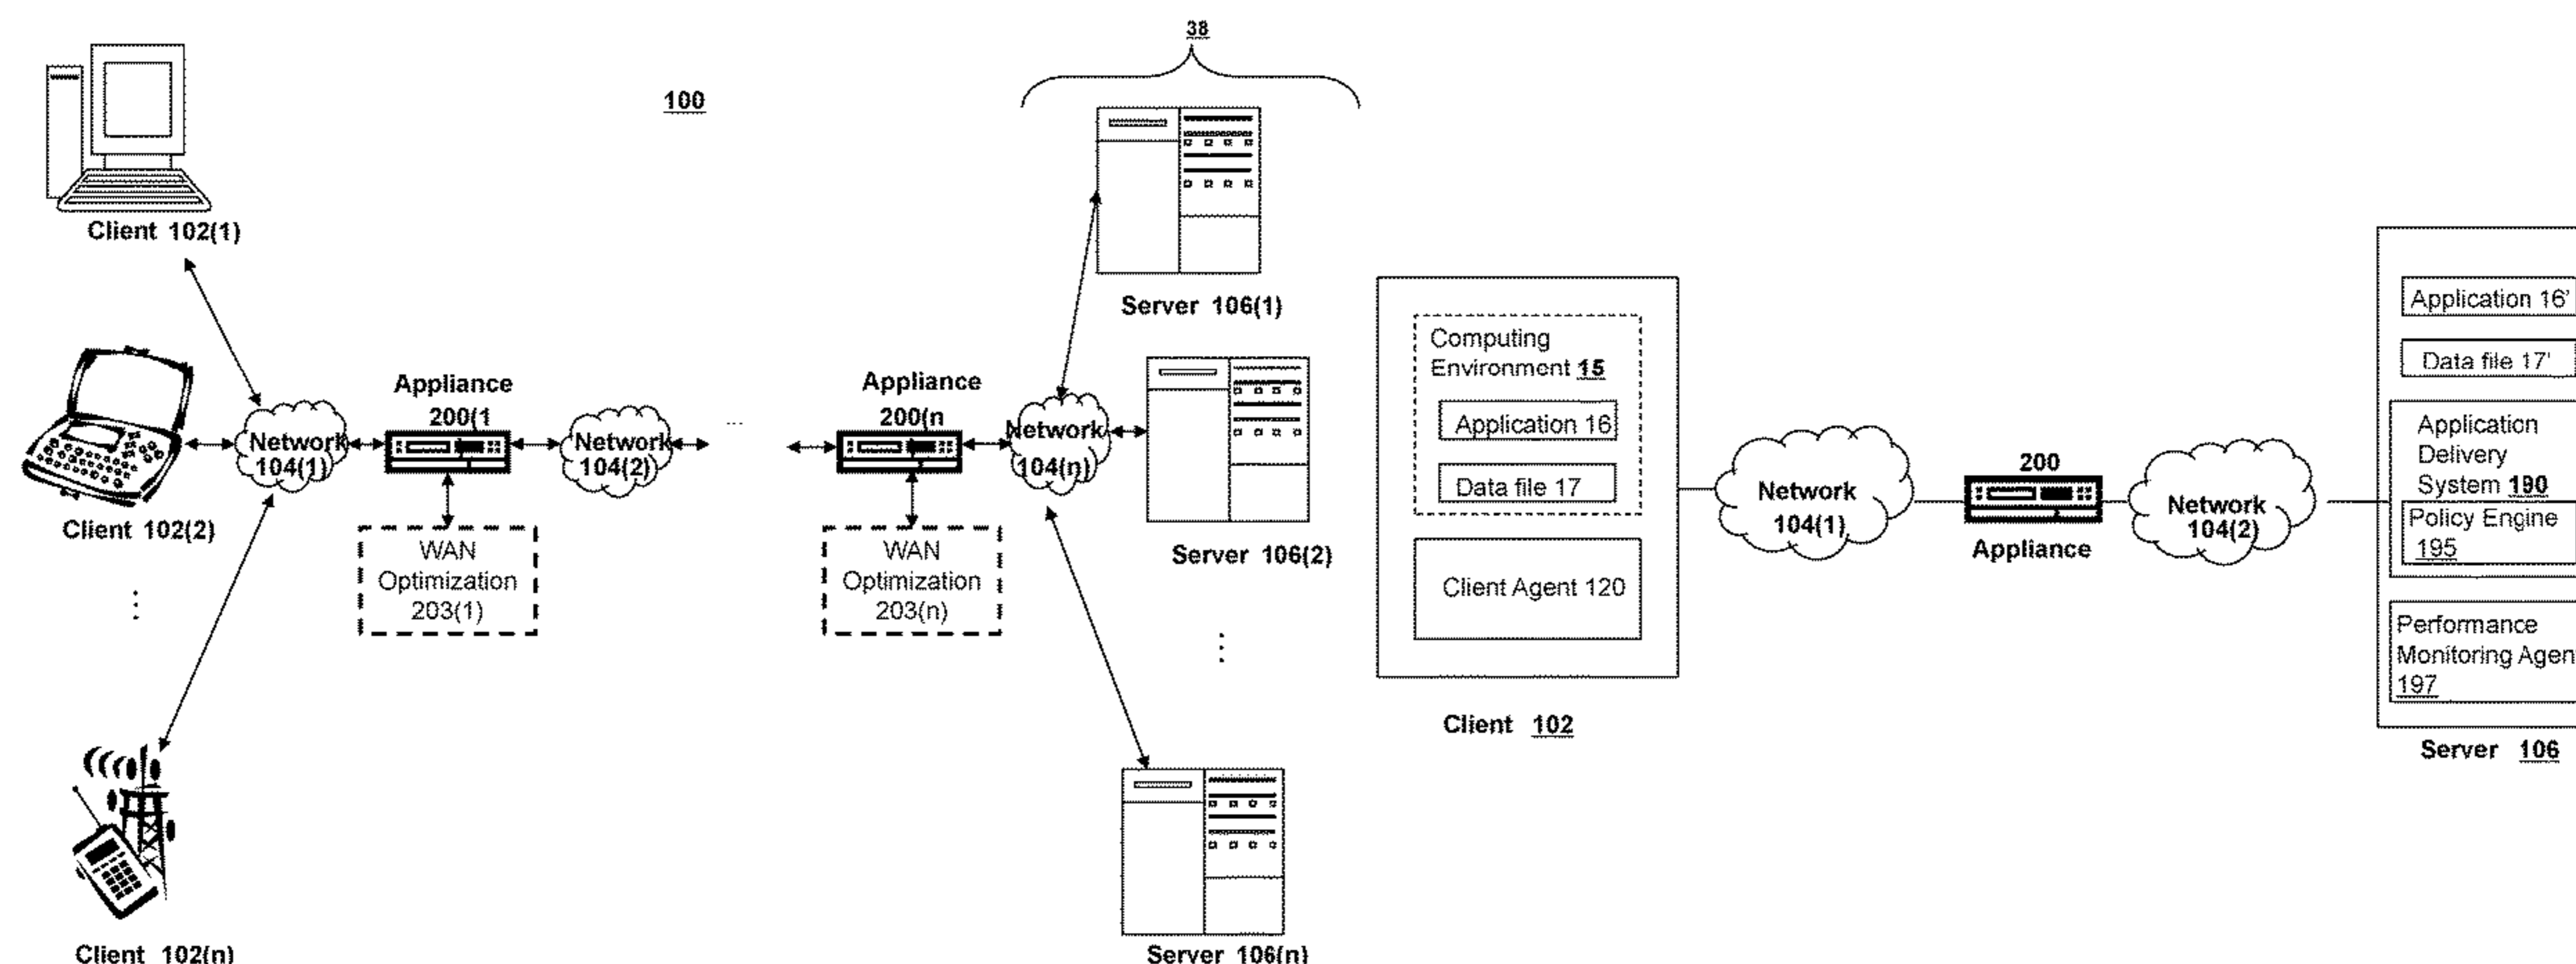 38
100
Client 102(1)
Server 106(1)
Appliance
200(1
Network
104(1)
Network
104(2)
...
Appliance
200(n
Network
104(n)
Client 102(2)
WAN
Optimization
203(1)
WAN
Optimization
203(n)
Server 106(2)
Client 102(n)
Server 106(n)
Computing
Environment 15
Application 16
Data file 17
Client Agent 120
Client 102
Network
104(1)
200
Appliance
Network
104(2)
Application 16'
Data file 17'
Application
Delivery
System 190
Policy Engine
195
Performance
Monitoring Agen
197
Server 106